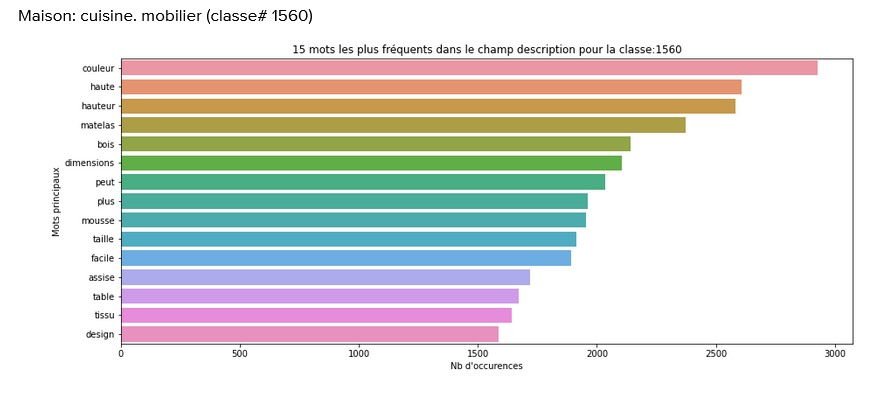 Maison: cuisine. mobilier (classe# 1560)
15 mots les plus fréquents dans le champ description pour la classe:1560
couleur
haute
hauteur
matelas
bois
dimensions
peut
plus
mousse
taille
facile
assise
table
tissu
design
Mots principaux
0 500 1000 1500 2000 2500 3000
Nb d'occurences